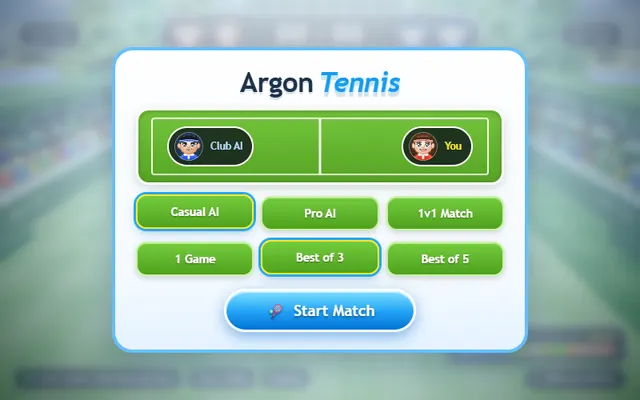 Argon Tennis
Club AI
You
Casual AI
Pro AI
1v1 Match
1 Game
Best of 3
Best of 5
Start Match